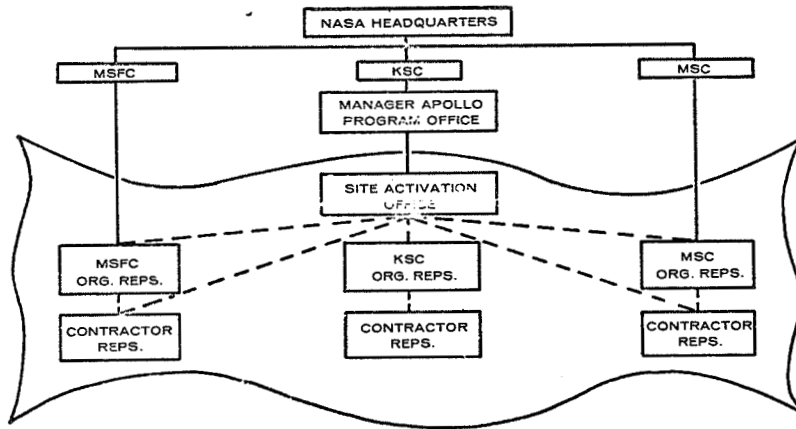 NASA HEADQUARTERS
MSFC
KSC
MSC
MANAGER APOLLO
PROGRAM OFFICE
SITE ACTIVATION
OFFICE
MSFC
ORG. REPS.
KSC
ORG. REPS.
MSC
ORG. REPS.
CONTRACTOR
REPS.
CONTRACTOR
REPS.
CONTRACTOR
REPS.